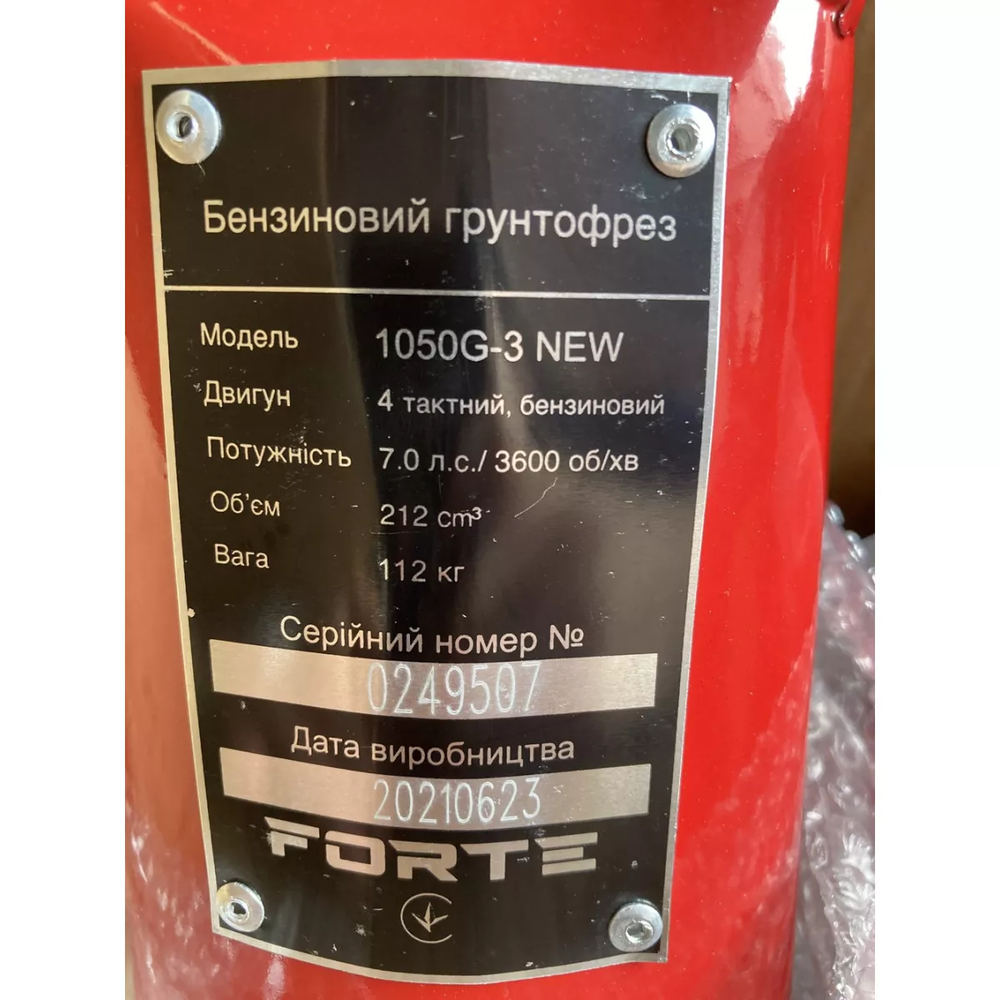 Бензиновий грунтофрез
Модель 1050G-3 NEW
Двигун 4 тактний, бензиновий
Потужність 7.0 л.с./ 3600 об/хв
Об'єм 212 cm³
Вага 112 кг
Серійний номер №
0249507
Дата виробництва
20210623
FORTE